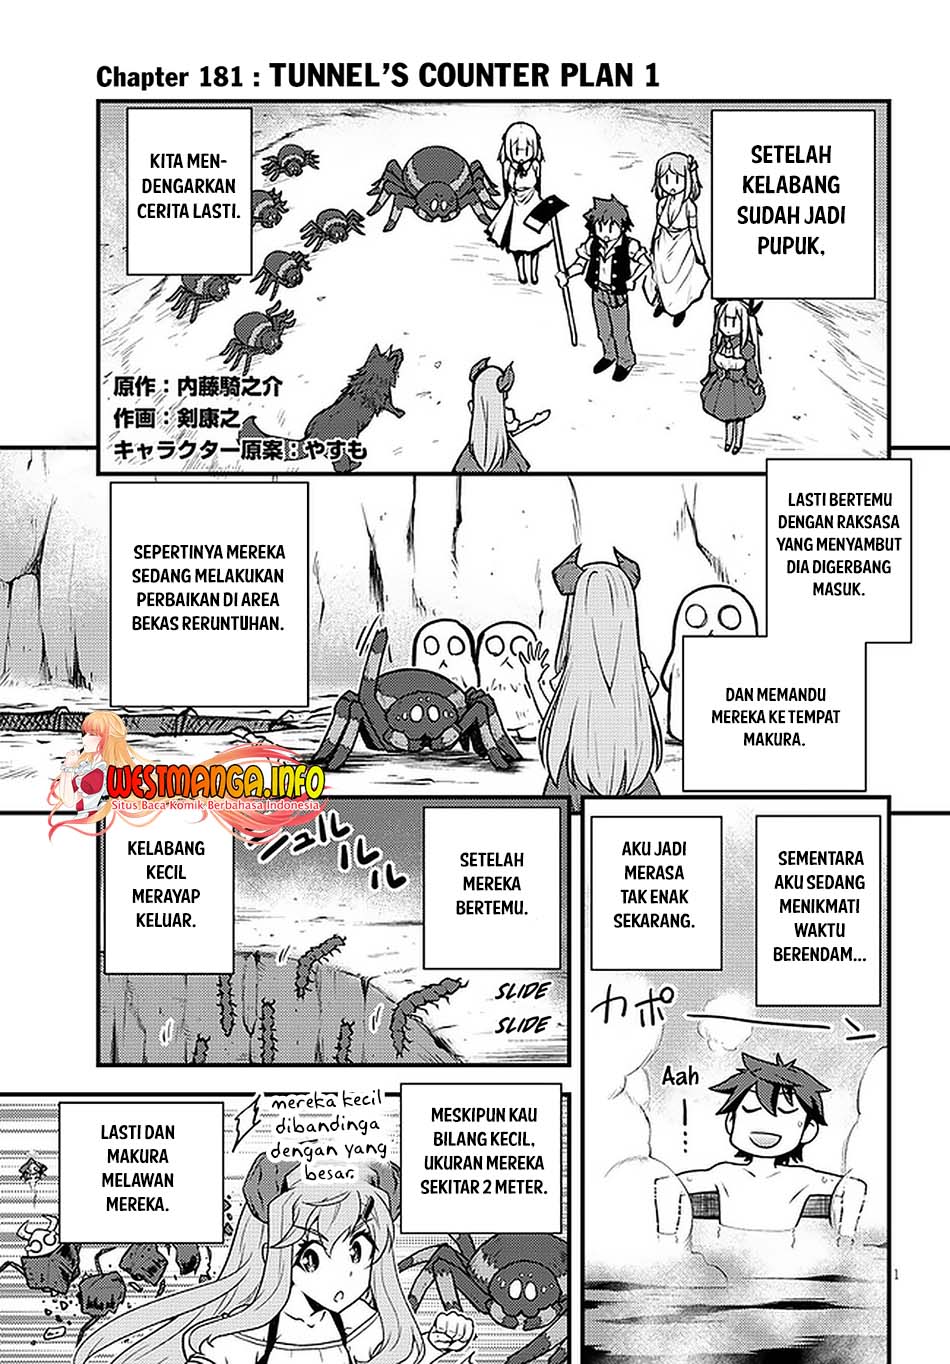 Chapter 181 : TUNNEL'S COUNTER PLAN 1
SETELAH
KELABANG
SUDAH JADI
PUPUK,
KITA MEN-
DENGARKAN
CERITA LASTI.
原作：内藤騎之介
作画：剣康之
キャラクター原案：やすも
LASTI BERTEMU
DENGAN RAKSASA
YANG MENYAMBUT
DIA DIGERBANG
MASUK.
DAN MEMANDU
MEREKA KE TEMPAT
MAKURA.
SEPERTINYA MEREKA
SEDANG MELAKUKAN
PERBAIKAN DI AREA
BEKAS RERUNTUHAN.
WESTMANGA.INFO
Situs Baca Komik Berbahasa Indonesia
SEMENTARA
AKU SEDANG
MENIKMATI
WAKTU
BERENDAM...
AKU JADI
MERASA
TAK ENAK
SEKARANG.
カポーン
Aah
SETELAH
MEREKA
BERTEMU.
KELABANG
KECIL
MERAYAP
KELUAR.
シュルルルル
SLIDE
SLIDE
MESKIPUN KAU
BILANG KECIL,
UKURAN MEREKA
SEKITAR 2 METER.
mereka kecil
dibandinga
dengan yang
besar.
LASTI DAN
MAKURA
MELAWAN
MEREKA.
1